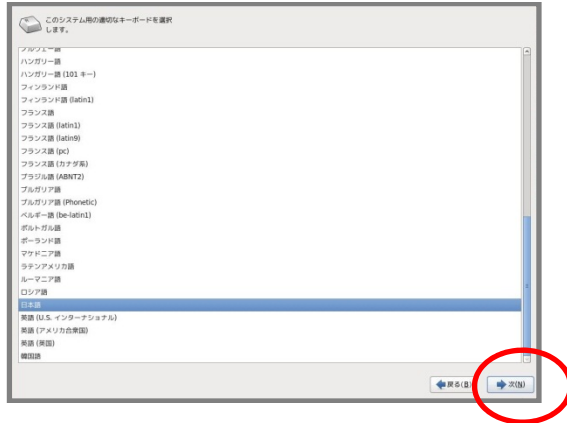 このシステム用の適切なキーボードを選択
します。
ノルウェー語
ハンガリー語
ハンガリー語 (101 キー)
フィンランド語
フィンランド語 (latin1)
フランス語
フランス語 (latin1)
フランス語 (latin9)
フランス語 (pc)
フランス語 (カナダ系)
ブラジル語 (ABNT2)
ブルガリア語
ブルガリア語 (Phonetic)
ベルギー語 (be-latin1)
ポルトガル語
ポーランド語
マケドニア語
ラテンアメリカ語
ルーマニア語
ロシア語
日本語
英語 (U.S. インターナショナル)
英語 (アメリカ合衆国)
英語 (英国)
韓国語
戻る(B) 次(N)